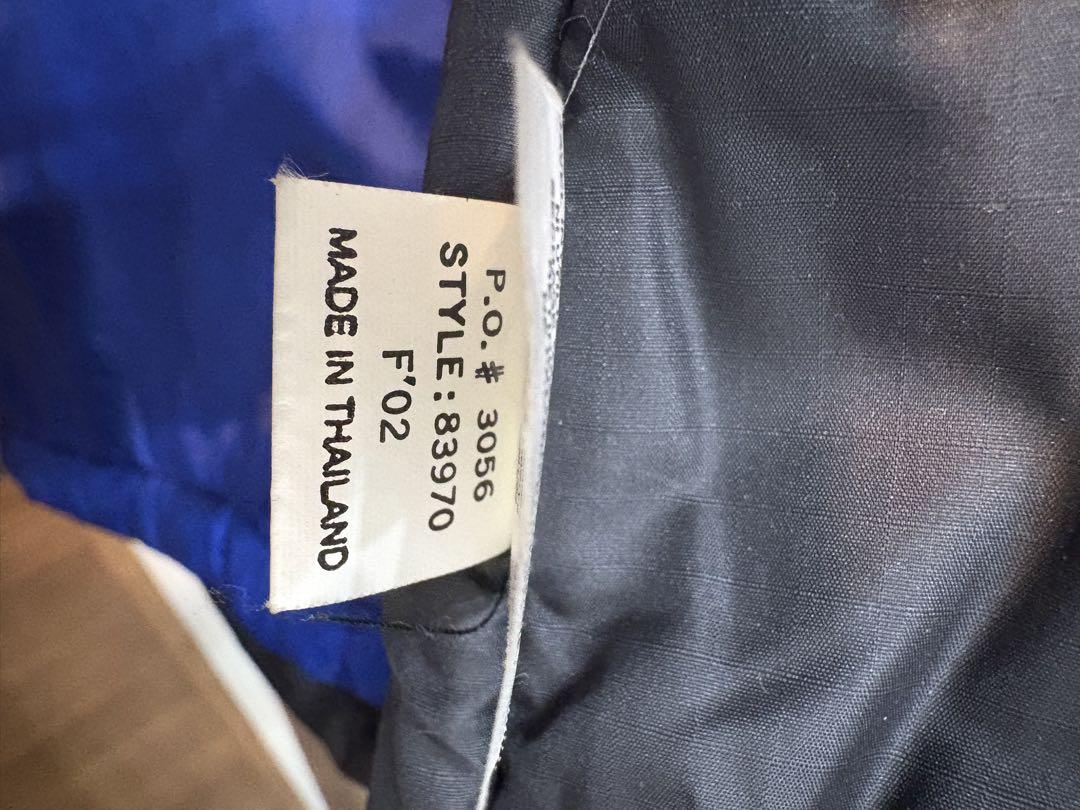 P.O.# 3056
STYLE:83970
F'02
MADE IN THAILAND